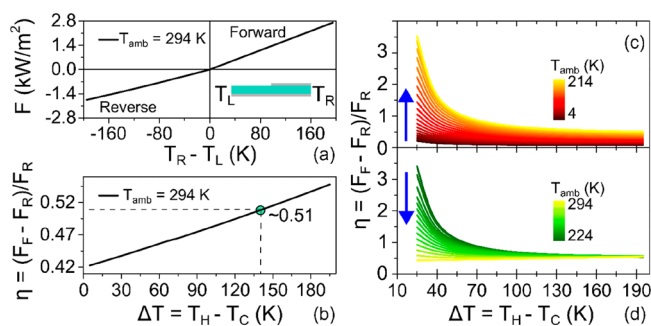 F (kW/m²)
2.8
1.4
0.0
-1.4
-2.8
T_amb = 294 K
Forward
Reverse
T_L
T_R
-160 -80 0 80 160
T_R - T_L (K)
(a)
η = (F_F - F_R)/F_R
0.52
0.47
0.42
T_amb = 294 K
~0.51
0 30 60 90 120 150 180
ΔT = T_H - T_C (K)
(b)
η = (F_F - F_R)/F_R
3
2
1
0
(c)
T_amb (K)
214
4
3
2
1
0
T_amb (K)
294
224
10 40 70 100 130 160 190
ΔT = T_H - T_C (K)
(d)